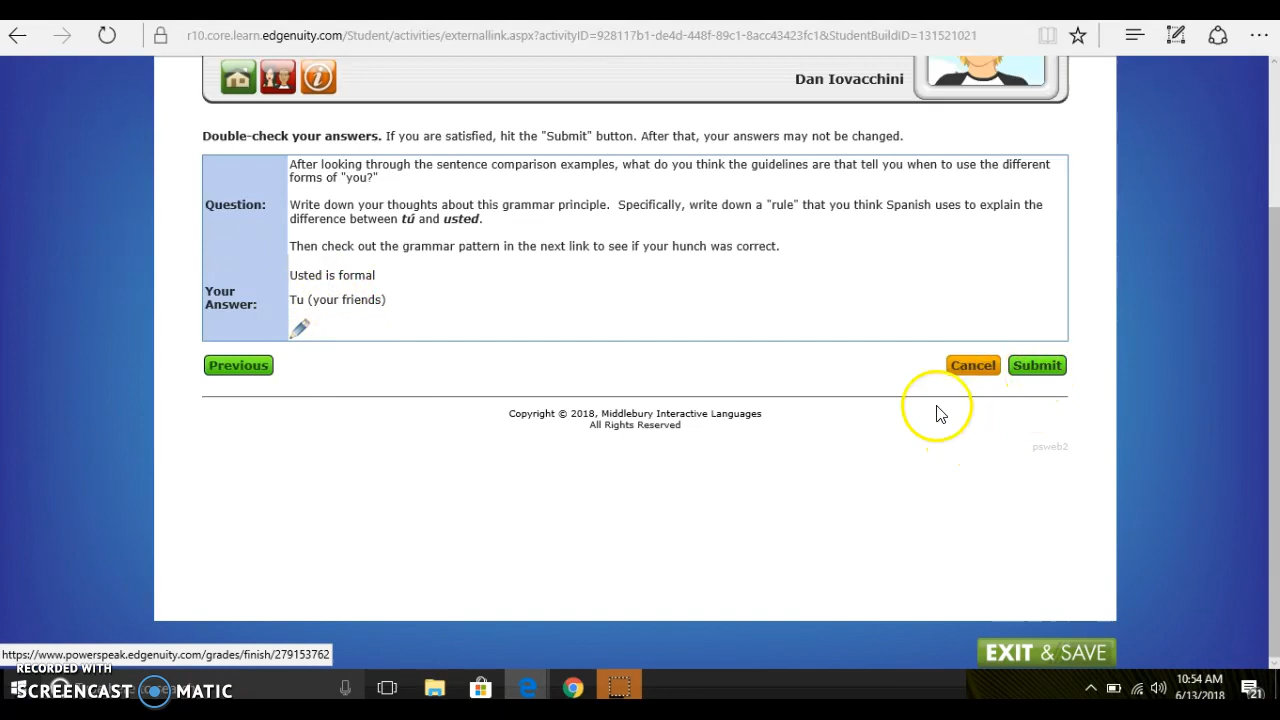 r10.core.learn.edgenuity.com/Student/activities/externallink.aspx?activityID=928117b1-de4d-448f-89c1-8acc43423fc1&StudentBuildID=131521021
Dan Iovacchini
Double-check your answers. If you are satisfied, hit the "Submit" button. After that, your answers may not be changed.
After looking through the sentence comparison examples, what do you think the guidelines are that tell you when to use the different
forms of "you?"
Question:
Write down your thoughts about this grammar principle. Specifically, write down a "rule" that you think Spanish uses to explain the
difference between tú and usted.
Then check out the grammar pattern in the next link to see if your hunch was correct.
Your
Answer:
Usted is formal
Tu (your friends)
Previous
Cancel
Submit
Copyright © 2018, Middlebury Interactive Languages
All Rights Reserved
psweb2
EXIT & SAVE
https://www.powerspeak.edgenuity.com/grades/finish/279153762
RECORDED WITH
SCREENCAST MATIC
10:54 AM
6/13/2018
21